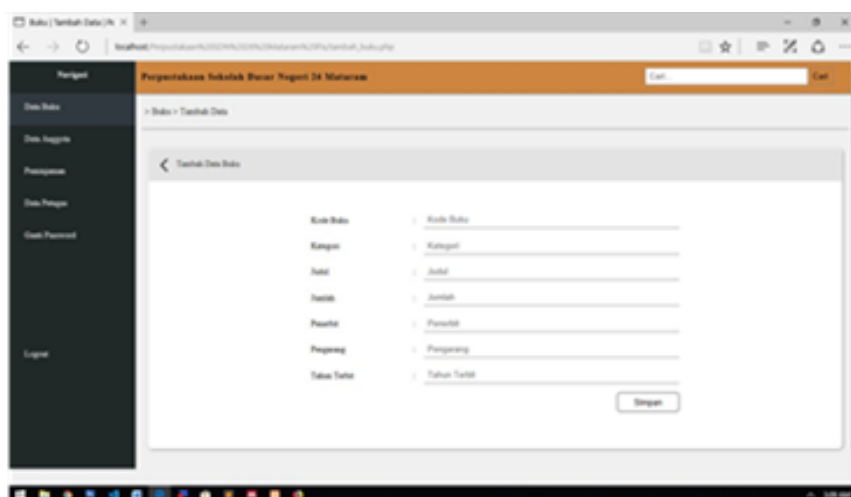 Buku | Tambah Data | Pe
Navigasi
Perpustakaan Sekolah Dasar Negeri 24 Mataram
Cari...
Cari
Data Buku
> Buku > Tambah Data
Data Anggota
Peminjaman
Tambah Data Buku
Data Petugas
Ganti Password
Kode Buku : Kode Buku
Kategori : Kategori
Judul : Judul
Jumlah : Jumlah
Penerbit : Penerbit
Pengarang : Pengarang
Tahun Terbit : Tahun Terbit
Logout
Simpan